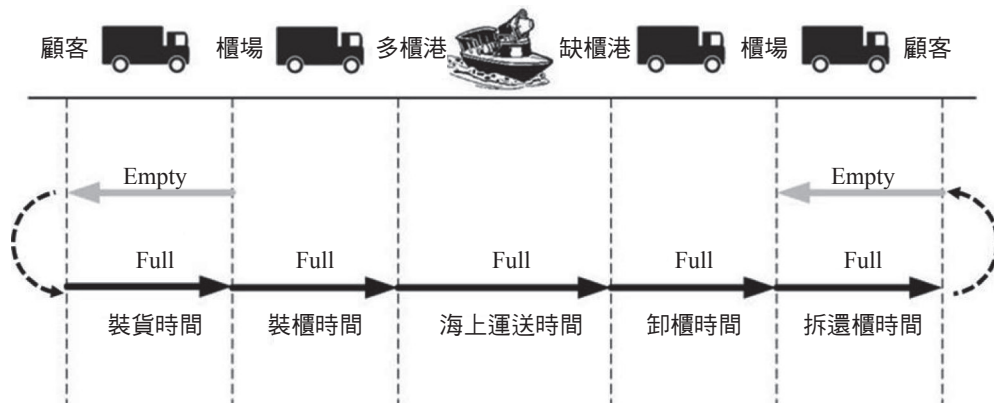 顧客 櫃場 多櫃港 缺櫃港 櫃場 顧客
Empty Empty
Full Full Full Full Full
裝貨時間 裝櫃時間 海上運送時間 卸櫃時間 拆還櫃時間